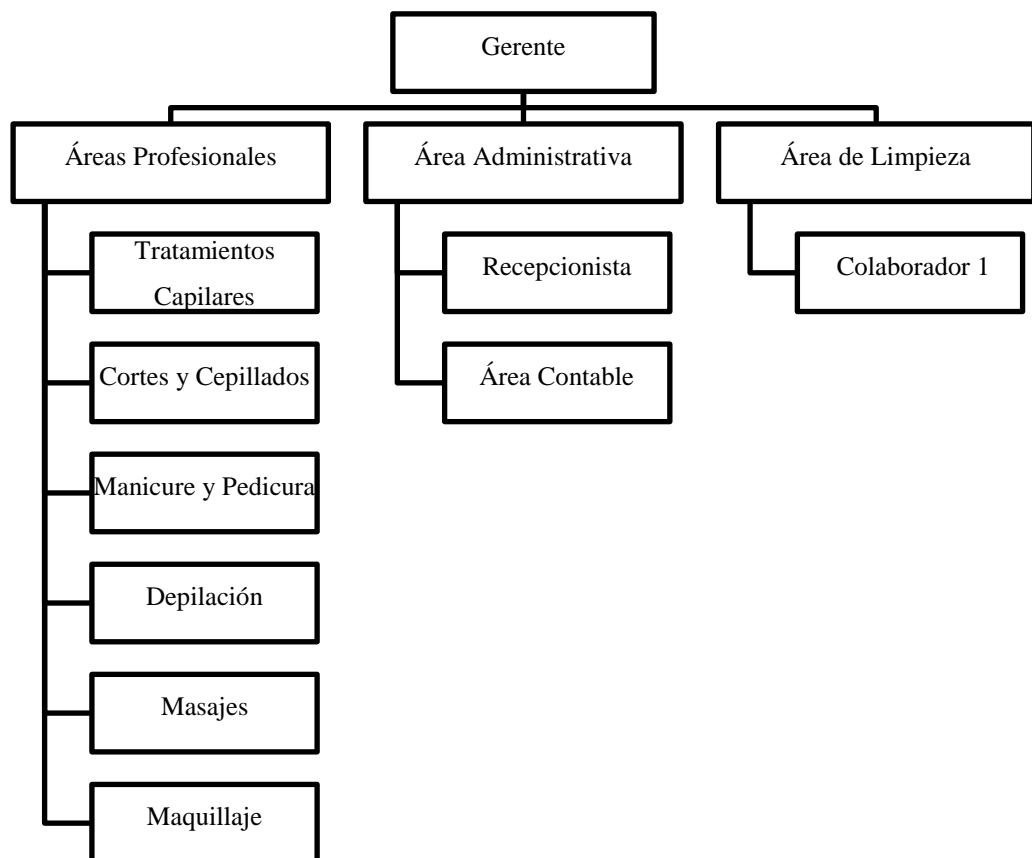 Gerente
Áreas Profesionales
Área Administrativa
Área de Limpieza
Tratamientos
Capilares
Recepcionista
Colaborador 1
Cortes y Cepillados
Área Contable
Manicure y Pedicura
Depilación
Masajes
Maquillaje